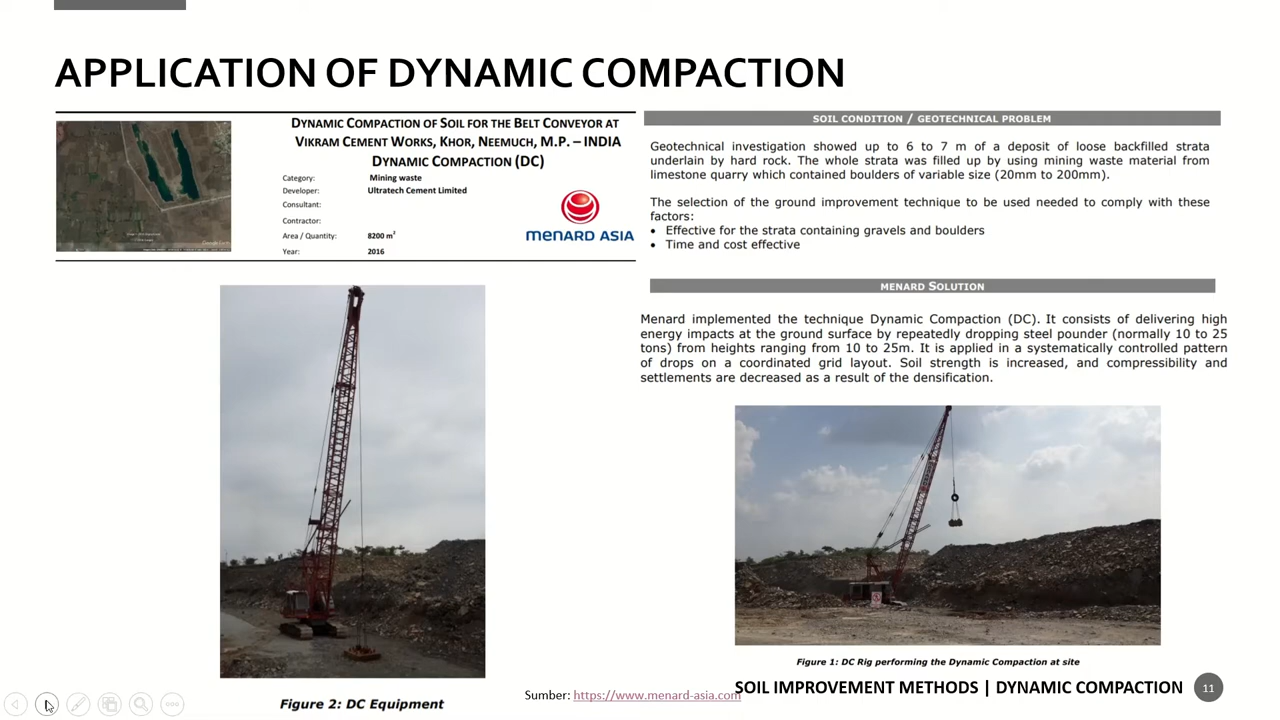 APPLICATION OF DYNAMIC COMPACTION
DYNAMIC COMPACTION OF SOIL FOR THE BELT CONVEYOR AT
VIKRAM CEMENT WORKS, KHOR, NEEMUCH, M.P. – INDIA
DYNAMIC COMPACTION (DC)
Category: Mining waste
Developer: Ultratech Cement Limited
Consultant:
Contractor:
Area / Quantity: 8200 m²
Year: 2016
MENARD ASIA
SOIL CONDITION / GEOTECHNICAL PROBLEM
Geotechnical investigation showed up to 6 to 7 m of a deposit of loose backfilled strata
underlain by hard rock. The whole strata was filled up by using mining waste material from
limestone quarry which contained boulders of variable size (20mm to 200mm).
The selection of the ground improvement technique to be used needed to comply with these
factors:
• Effective for the strata containing gravels and boulders
• Time and cost effective
MENARD SOLUTION
Menard implemented the technique Dynamic Compaction (DC). It consists of delivering high
energy impacts at the ground surface by repeatedly dropping steel pounder (normally 10 to 25
tons) from heights ranging from 10 to 25m. It is applied in a systematically controlled pattern
of drops on a coordinated grid layout. Soil strength is increased, and compressibility and
settlements are decreased as a result of the densification.
Figure 1: DC Rig performing the Dynamic Compaction at site
Figure 2: DC Equipment
Sumber: https://www.menard-asia.com
SOIL IMPROVEMENT METHODS | DYNAMIC COMPACTION
11